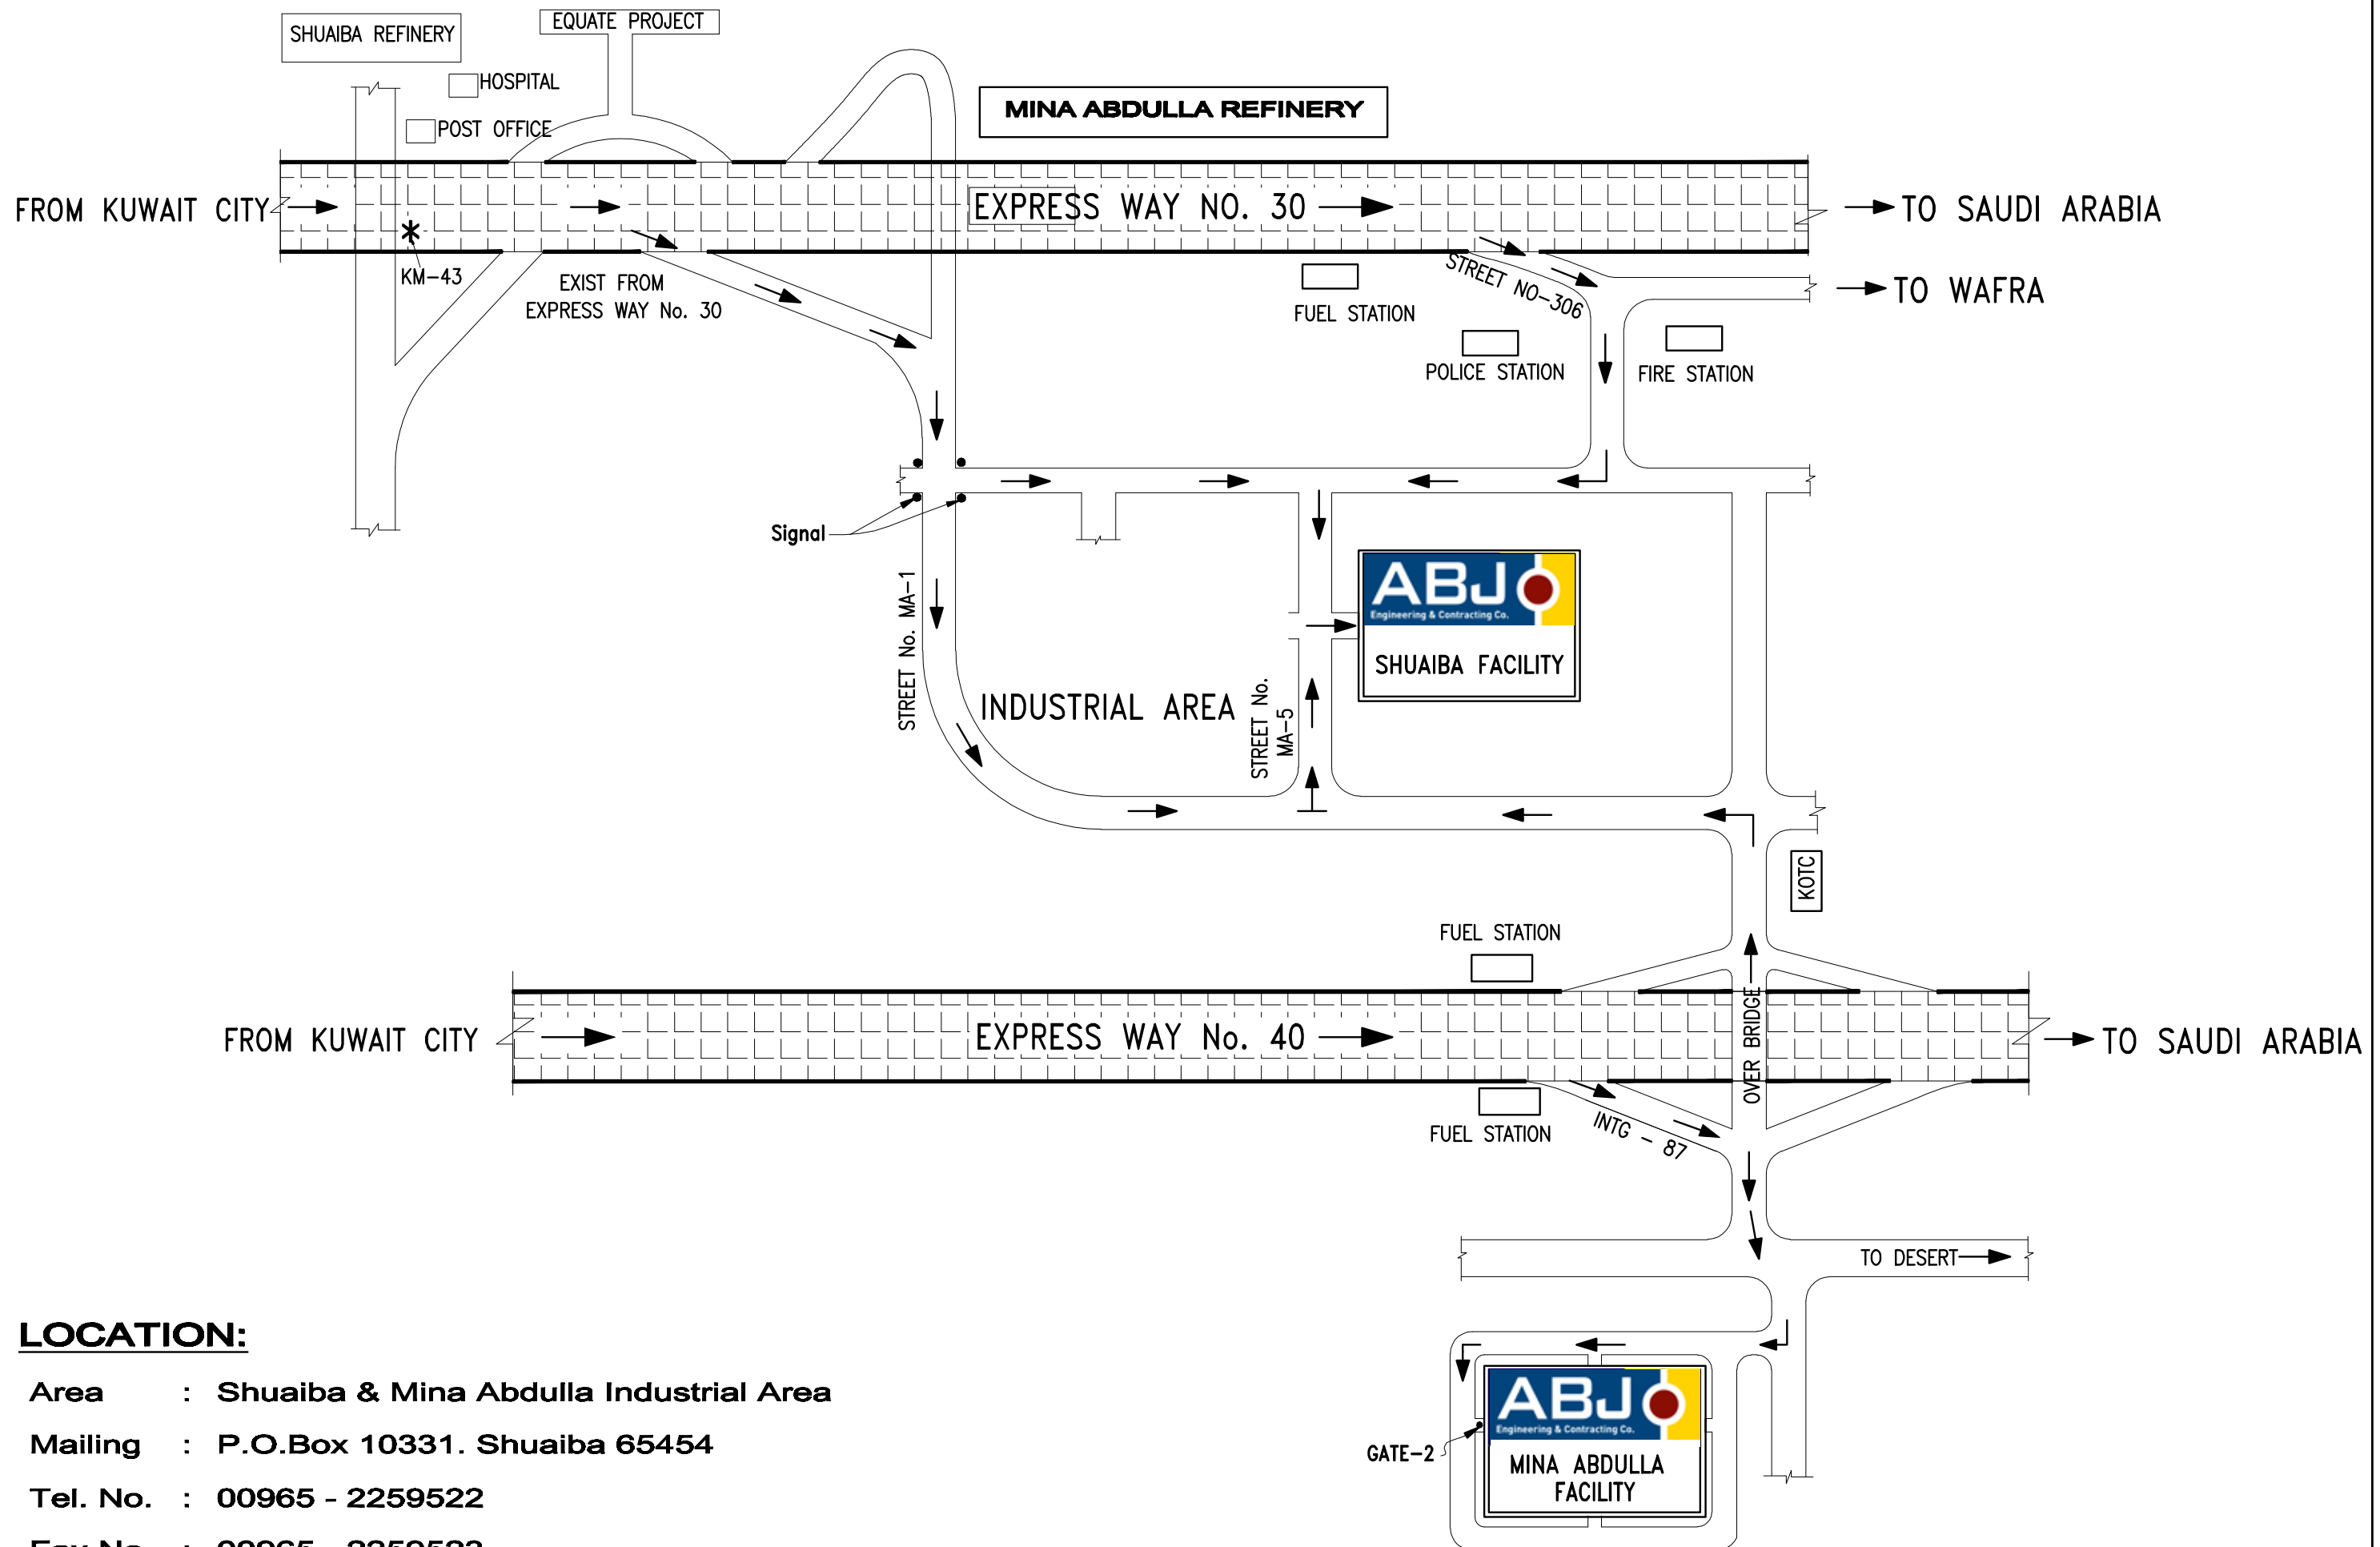 SHUAIBA REFINERY
EQUATE PROJECT
HOSPITAL
POST OFFICE
MINA ABDULLA REFINERY
FROM KUWAIT CITY
EXPRESS WAY NO. 30
TO SAUDI ARABIA
KM-43
EXIST FROM
EXPRESS WAY No. 30
FUEL STATION
STREET NO-306
TO WAFRA
POLICE STATION
FIRE STATION
Signal
STREET No. MA-1
ABJ
Engineering & Contracting Co.
SHUAIBA FACILITY
INDUSTRIAL AREA
STREET No.
MA-5
KOTC
FUEL STATION
FROM KUWAIT CITY
EXPRESS WAY No. 40
OVER BRIDGE
TO SAUDI ARABIA
FUEL STATION
INTG - 87
TO DESERT
ABJ
Engineering & Contracting Co.
MINA ABDULLA
FACILITY
GATE-2
LOCATION:
Area : Shuaiba & Mina Abdulla Industrial Area
Mailing : P.O.Box 10331. Shuaiba 65454
Tel. No. : 00965 - 2259522